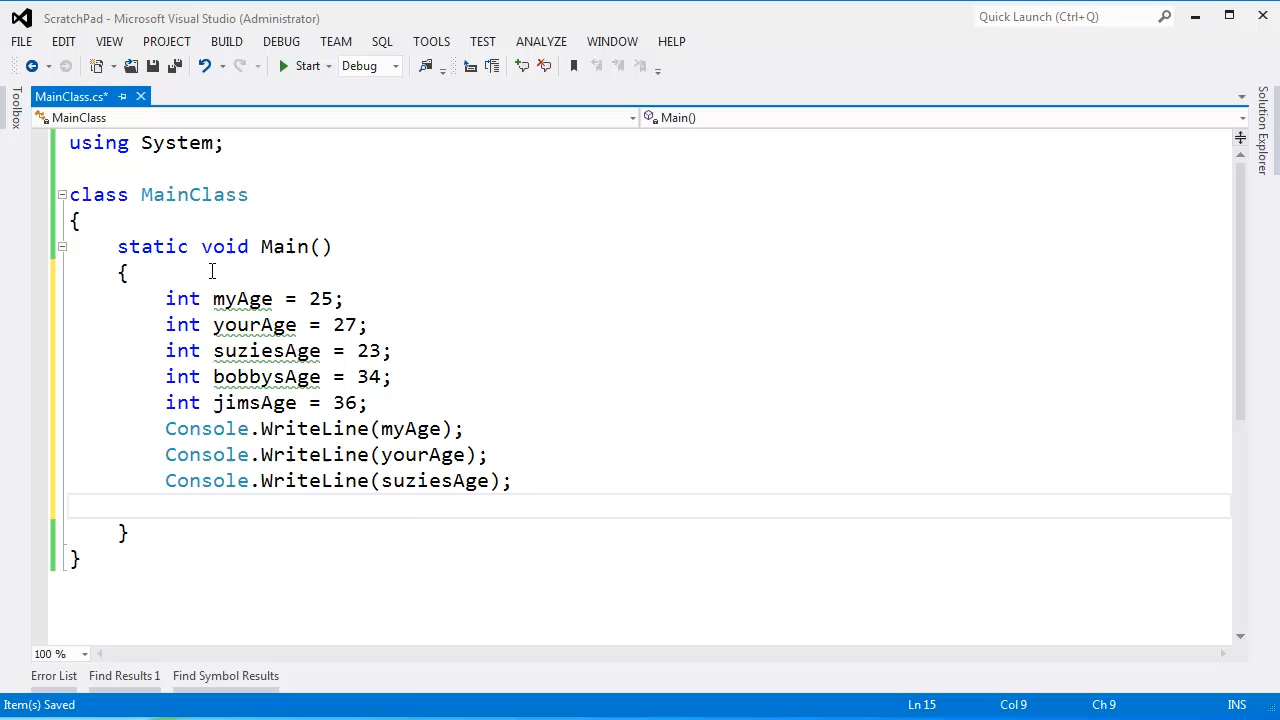 ScratchPad - Microsoft Visual Studio (Administrator)
Quick Launch (Ctrl+Q)
FILE EDIT VIEW PROJECT BUILD DEBUG TEAM SQL TOOLS TEST ANALYZE WINDOW HELP
Start Debug
MainClass.cs*
MainClass Main()
Toolbox
Solution Explorer
using System;
class MainClass
{
static void Main()
{
int myAge = 25;
int yourAge = 27;
int suziesAge = 23;
int bobbysAge = 34;
int jimsAge = 36;
Console.WriteLine(myAge);
Console.WriteLine(yourAge);
Console.WriteLine(suziesAge);
}
}
100 %
Error List Find Results 1 Find Symbol Results
Item(s) Saved Ln 15 Col 9 Ch 9 INS